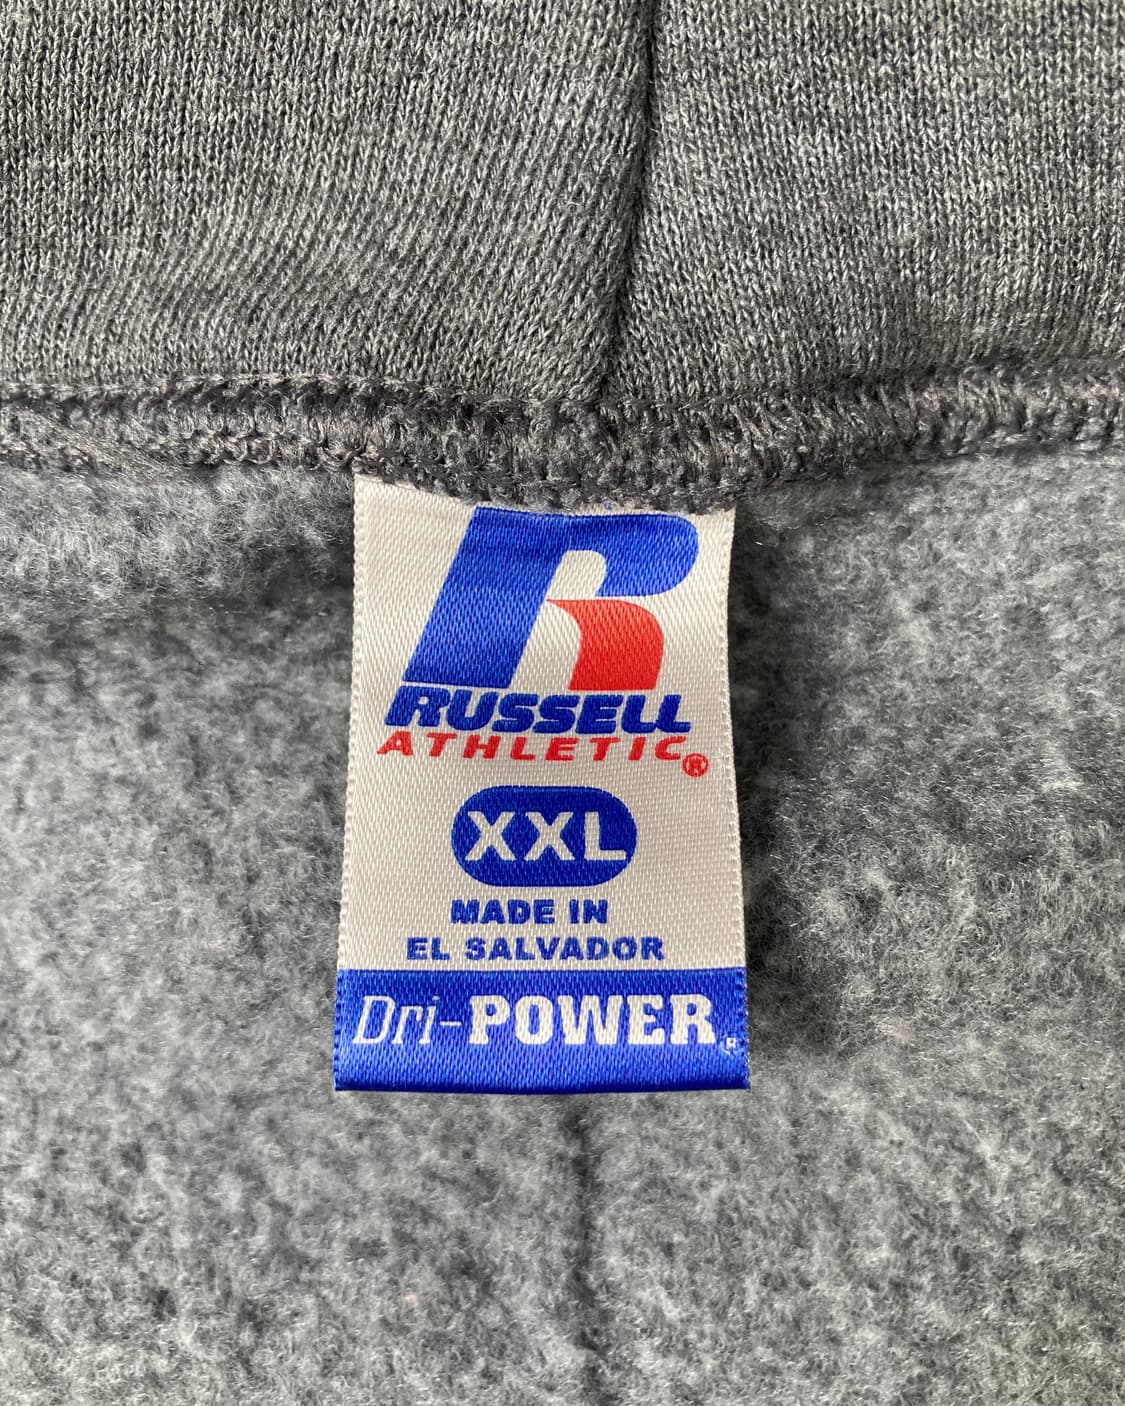 R
RUSSELL
ATHLETIC®
XXL
MADE IN
EL SALVADOR
Dri-POWER®